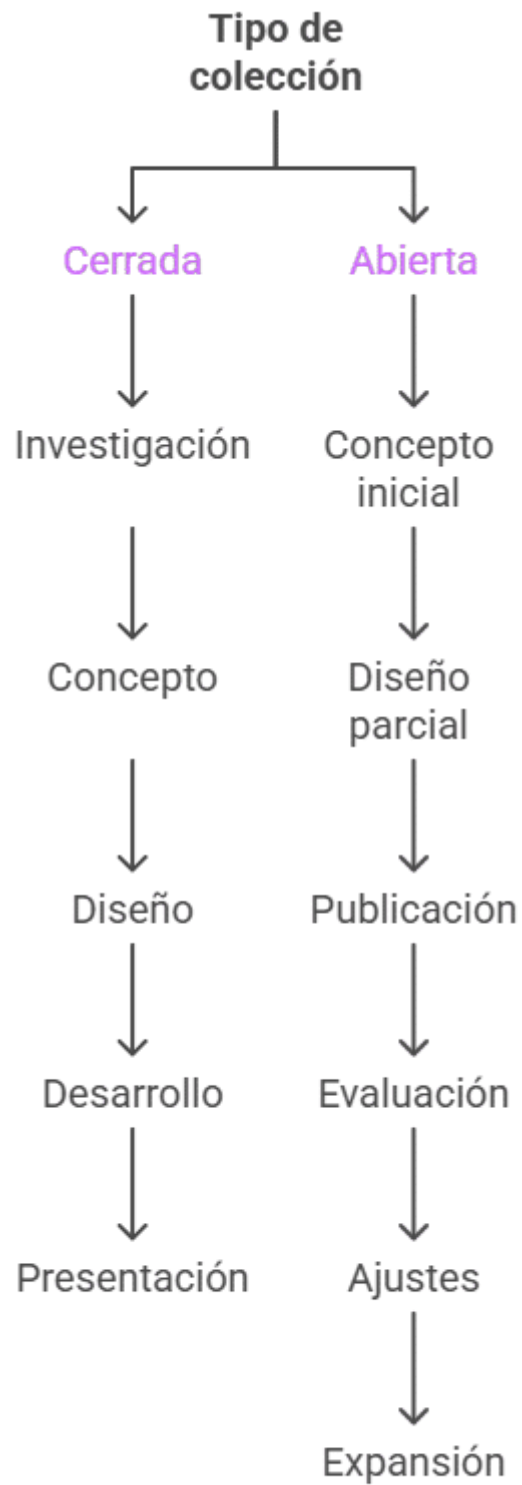 Tipo de
colección
Cerrada
Abierta
Investigación
Concepto
inicial
Concepto
Diseño
parcial
Diseño
Publicación
Desarrollo
Evaluación
Presentación
Ajustes
Expansión